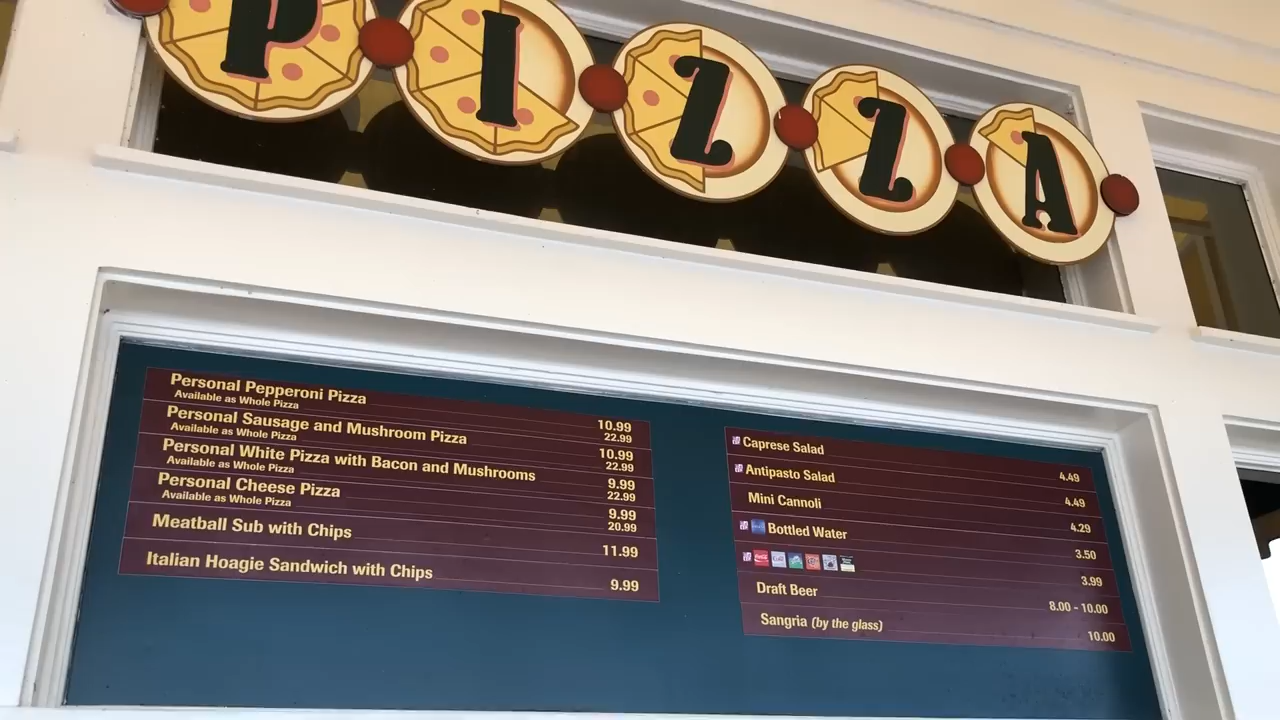 PIZZA
Personal Pepperoni Pizza 10.99
Available as Whole Pizza 22.99
Personal Sausage and Mushroom Pizza 10.99
Available as Whole Pizza 22.99
Personal White Pizza with Bacon and Mushrooms 9.99
Available as Whole Pizza 22.99
Personal Cheese Pizza 9.99
Available as Whole Pizza 20.99
Meatball Sub with Chips 11.99
Italian Hoagie Sandwich with Chips 9.99
Caprese Salad 4.49
Antipasto Salad 4.49
Mini Cannoli 4.29
Bottled Water 3.50
3.99
Draft Beer 8.00 - 10.00
Sangria (by the glass) 10.00